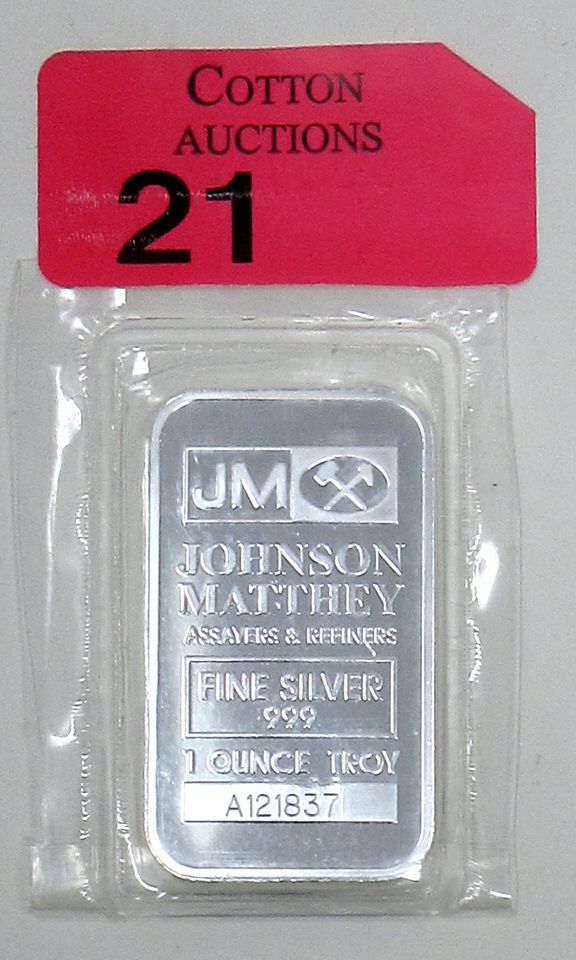 COTTON
AUCTIONS
21
JM
JOHNSON
MATTHEY
ASSAYERS & REFINERS
FINE SILVER
999
1 OUNCE TROY
A121837